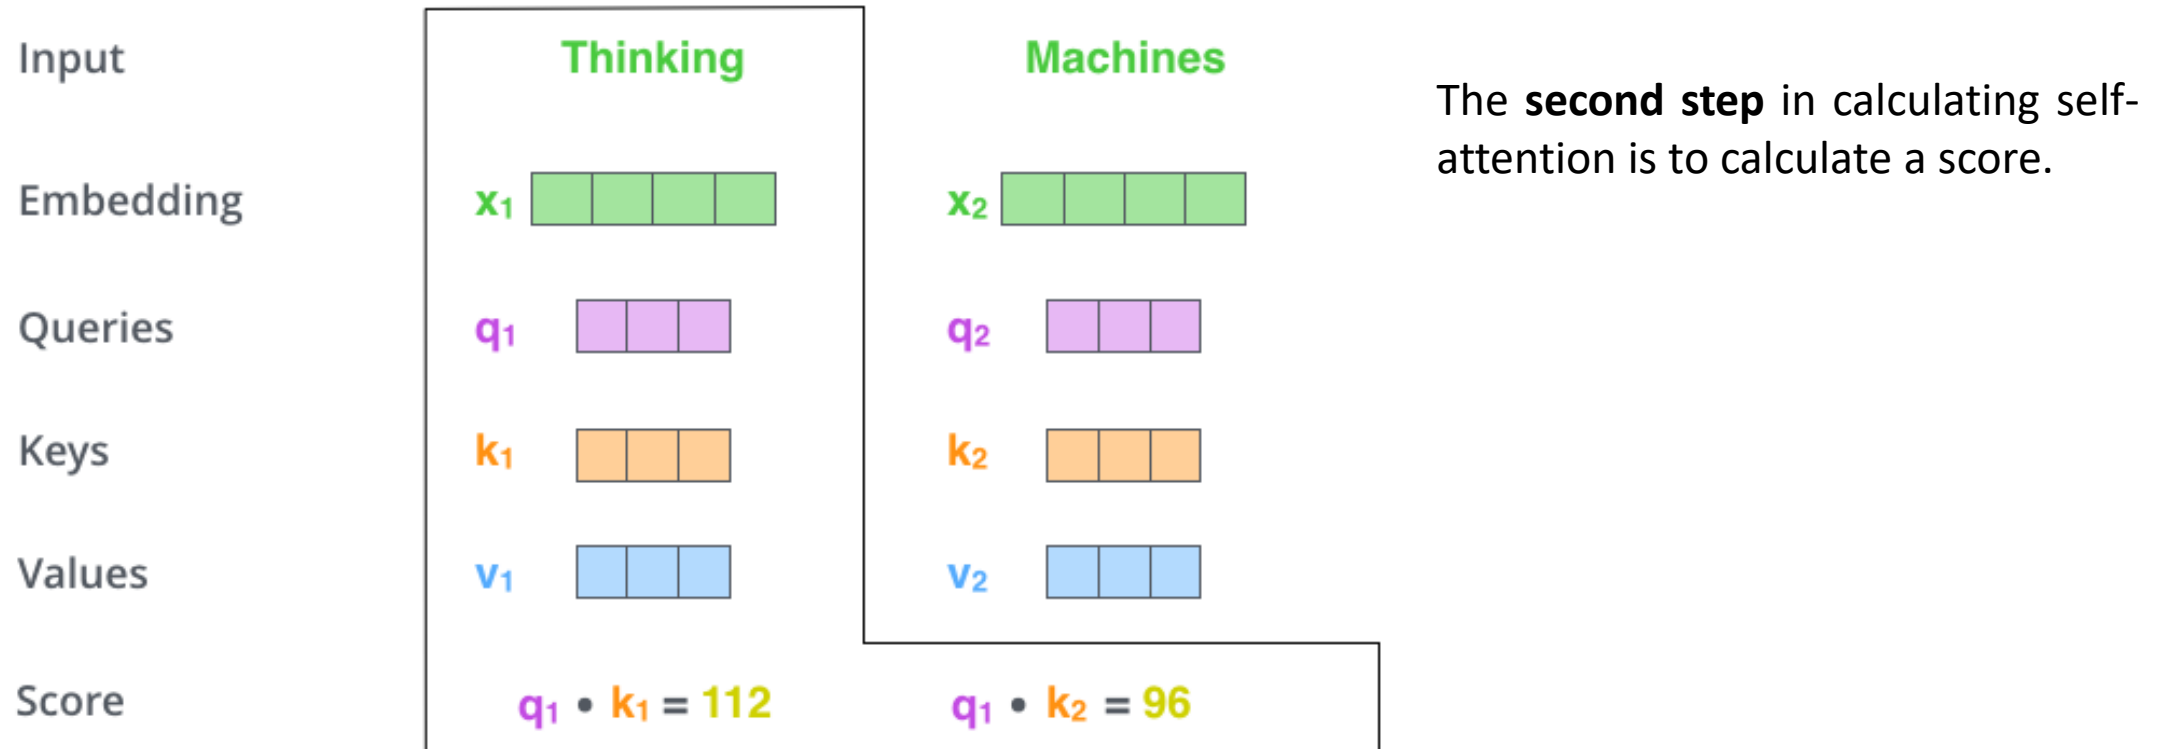 Input Thinking Machines
The second step in calculating self-
attention is to calculate a score.
Embedding x₁ x₂
Queries q₁ q₂
Keys k₁ k₂
Values v₁ v₂
Score q₁ • k₁ = 112 q₁ • k₂ = 96